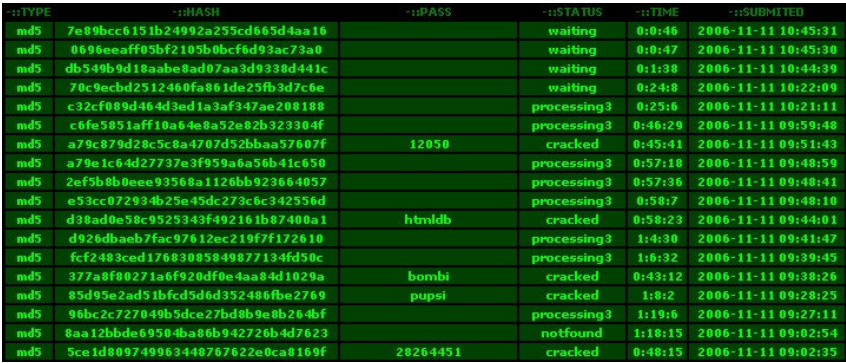 -::TYPE -::HASH -::PASS -::STATUS -::TIME -::SUBMITED
md5 7e89bcc6151b24992a255cd665d4aa16 waiting 0:0:46 2006-11-11 10:45:31
md5 0696eeaff05bf2105b0bcf6d93ac73a0 waiting 0:0:47 2006-11-11 10:45:30
md5 db549b9d18aabe8ad07aa3d9338d441c waiting 0:1:38 2006-11-11 10:44:39
md5 70c9ecbd2512460fa861de25fb3d7c6e waiting 0:24:8 2006-11-11 10:22:09
md5 c32cf089d464d3ed1a3af347ae208188 processing3 0:25:6 2006-11-11 10:21:11
md5 c6fe5851aff10a64e8a52e82b323304f processing3 0:46:29 2006-11-11 09:59:48
md5 a79c879d28c5c8a4707d52bbaa57607f 12050 cracked 0:45:41 2006-11-11 09:51:43
md5 a79e1c64d27737e3f959a6a56b41c650 processing3 0:57:18 2006-11-11 09:48:59
md5 2ef5b8b0eee93568a1126bb923664057 processing3 0:57:36 2006-11-11 09:48:41
md5 e53cc072934b25e45dc273c6c342556d processing3 0:58:7 2006-11-11 09:48:10
md5 d38ad0e58c9525343f492161b87400a1 htmldb cracked 0:58:23 2006-11-11 09:44:01
md5 d926dbaeb7fac97612ec219f7f172610 processing3 1:4:30 2006-11-11 09:41:47
md5 fcf2483ced17683085849877134fd50c processing3 1:6:32 2006-11-11 09:39:45
md5 377a8f80271a6f920df0e4aa84d1029a bombi cracked 0:43:12 2006-11-11 09:38:26
md5 85d95e2ad51bfcd5d6d352486fbe2769 pupsi cracked 1:8:2 2006-11-11 09:28:25
md5 96bc2c727049b5dce27bd8b9e8b264bf processing3 1:19:6 2006-11-11 09:27:11
md5 8aa12bbde69504ba86b942726b4d7623 notfound 1:18:15 2006-11-11 09:02:54
md5 5ce1d809749963448767622e0ca8169f 28264451 cracked 0:48:15 2006-11-11 09:02:35